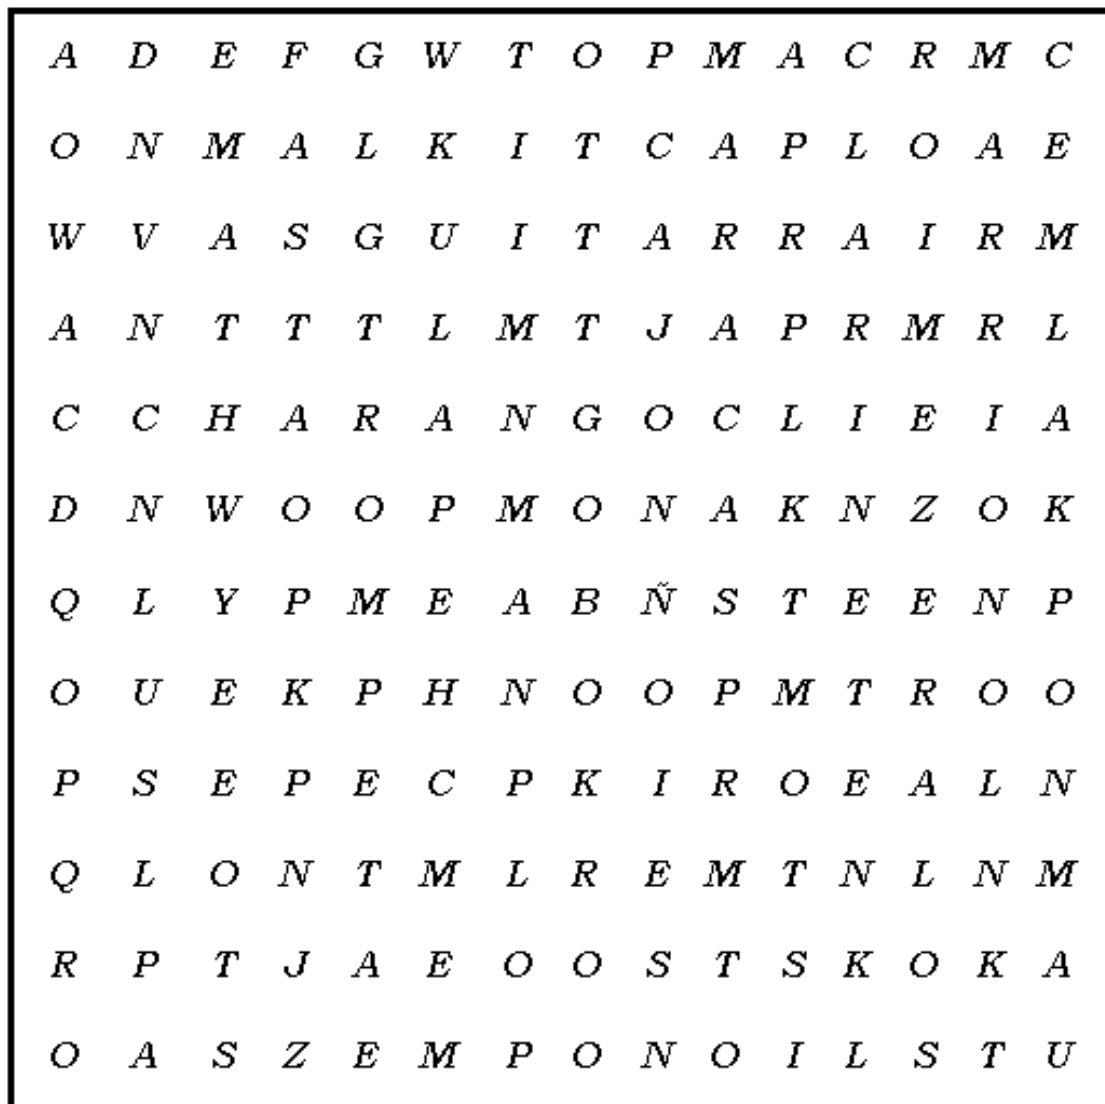 A D E F G W T O P M A C R M C
O N M A L K I T C A P L O A E
W V A S G U I T A R R A I R M
A N T T T L M T J A P R M R L
C C H A R A N G O C L I E I A
D N W O O P M O N A K N Z O K
Q L Y P M E A B Ñ S T E E N P
O U E K P H N O O P M T R O O
P S E P E C P K I R O E A L N
Q L O N T M L R E M T N L N M
R P T J A E O O S T S K O K A
O A S Z E M P O N O I L S T U